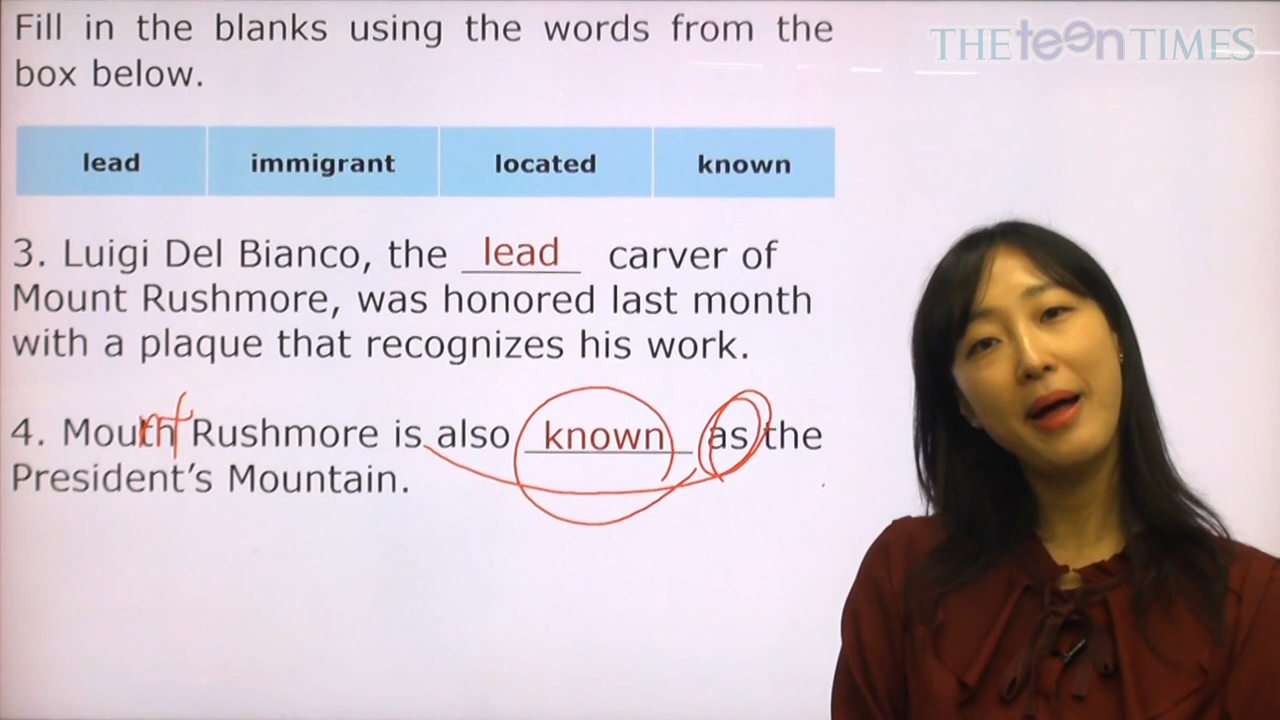 THE teen TIMES
Fill in the blanks using the words from the
box below.
lead immigrant located known
3. Luigi Del Bianco, the lead carver of
Mount Rushmore, was honored last month
with a plaque that recognizes his work.
4. Mount Rushmore is also known as the
President's Mountain.